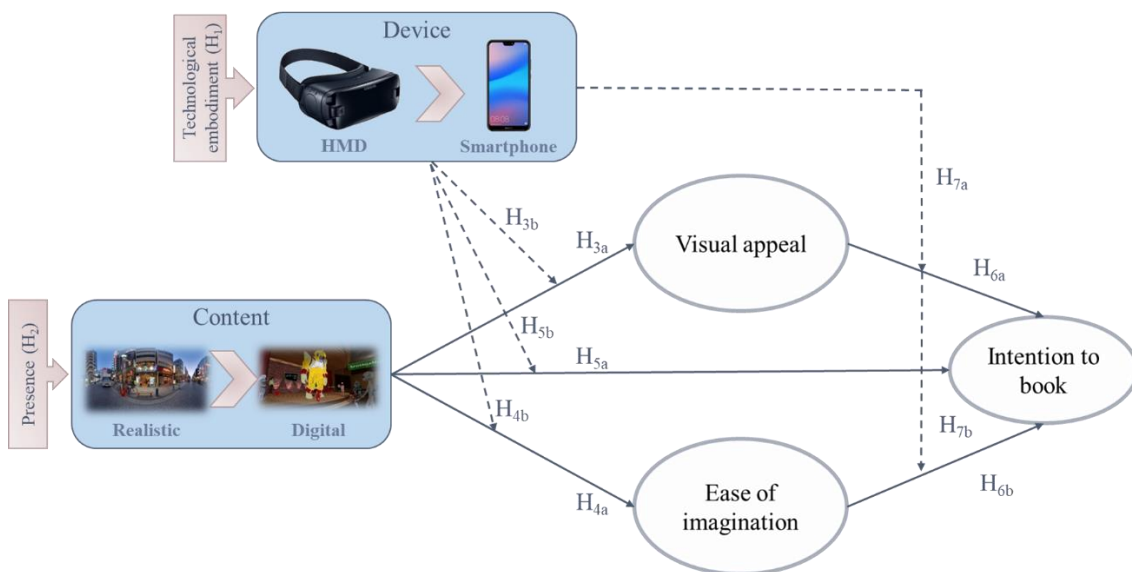 Technological
embodiment (H1)
Device
HMD
Smartphone
H7a
H3b
H3a
Visual appeal
H6a
Presence (H2)
Content
Realistic
Digital
H5b
H5a
Intention to
book
H4b
H7b
H4a
Ease of
imagination
H6b